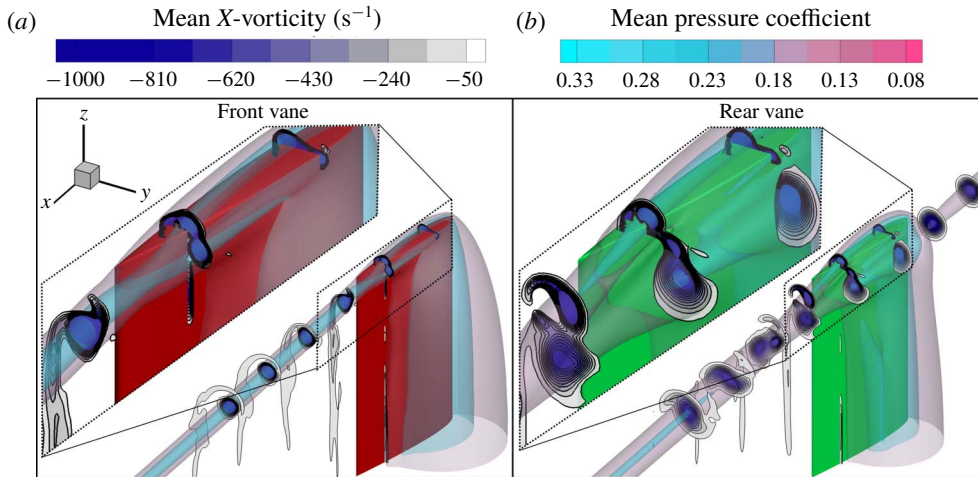 (a) Mean X-vorticity (s⁻¹)
−1000 −810 −620 −430 −240 −50
Front vane
z
x
y
(b) Mean pressure coefficient
0.33 0.28 0.23 0.18 0.13 0.08
Rear vane